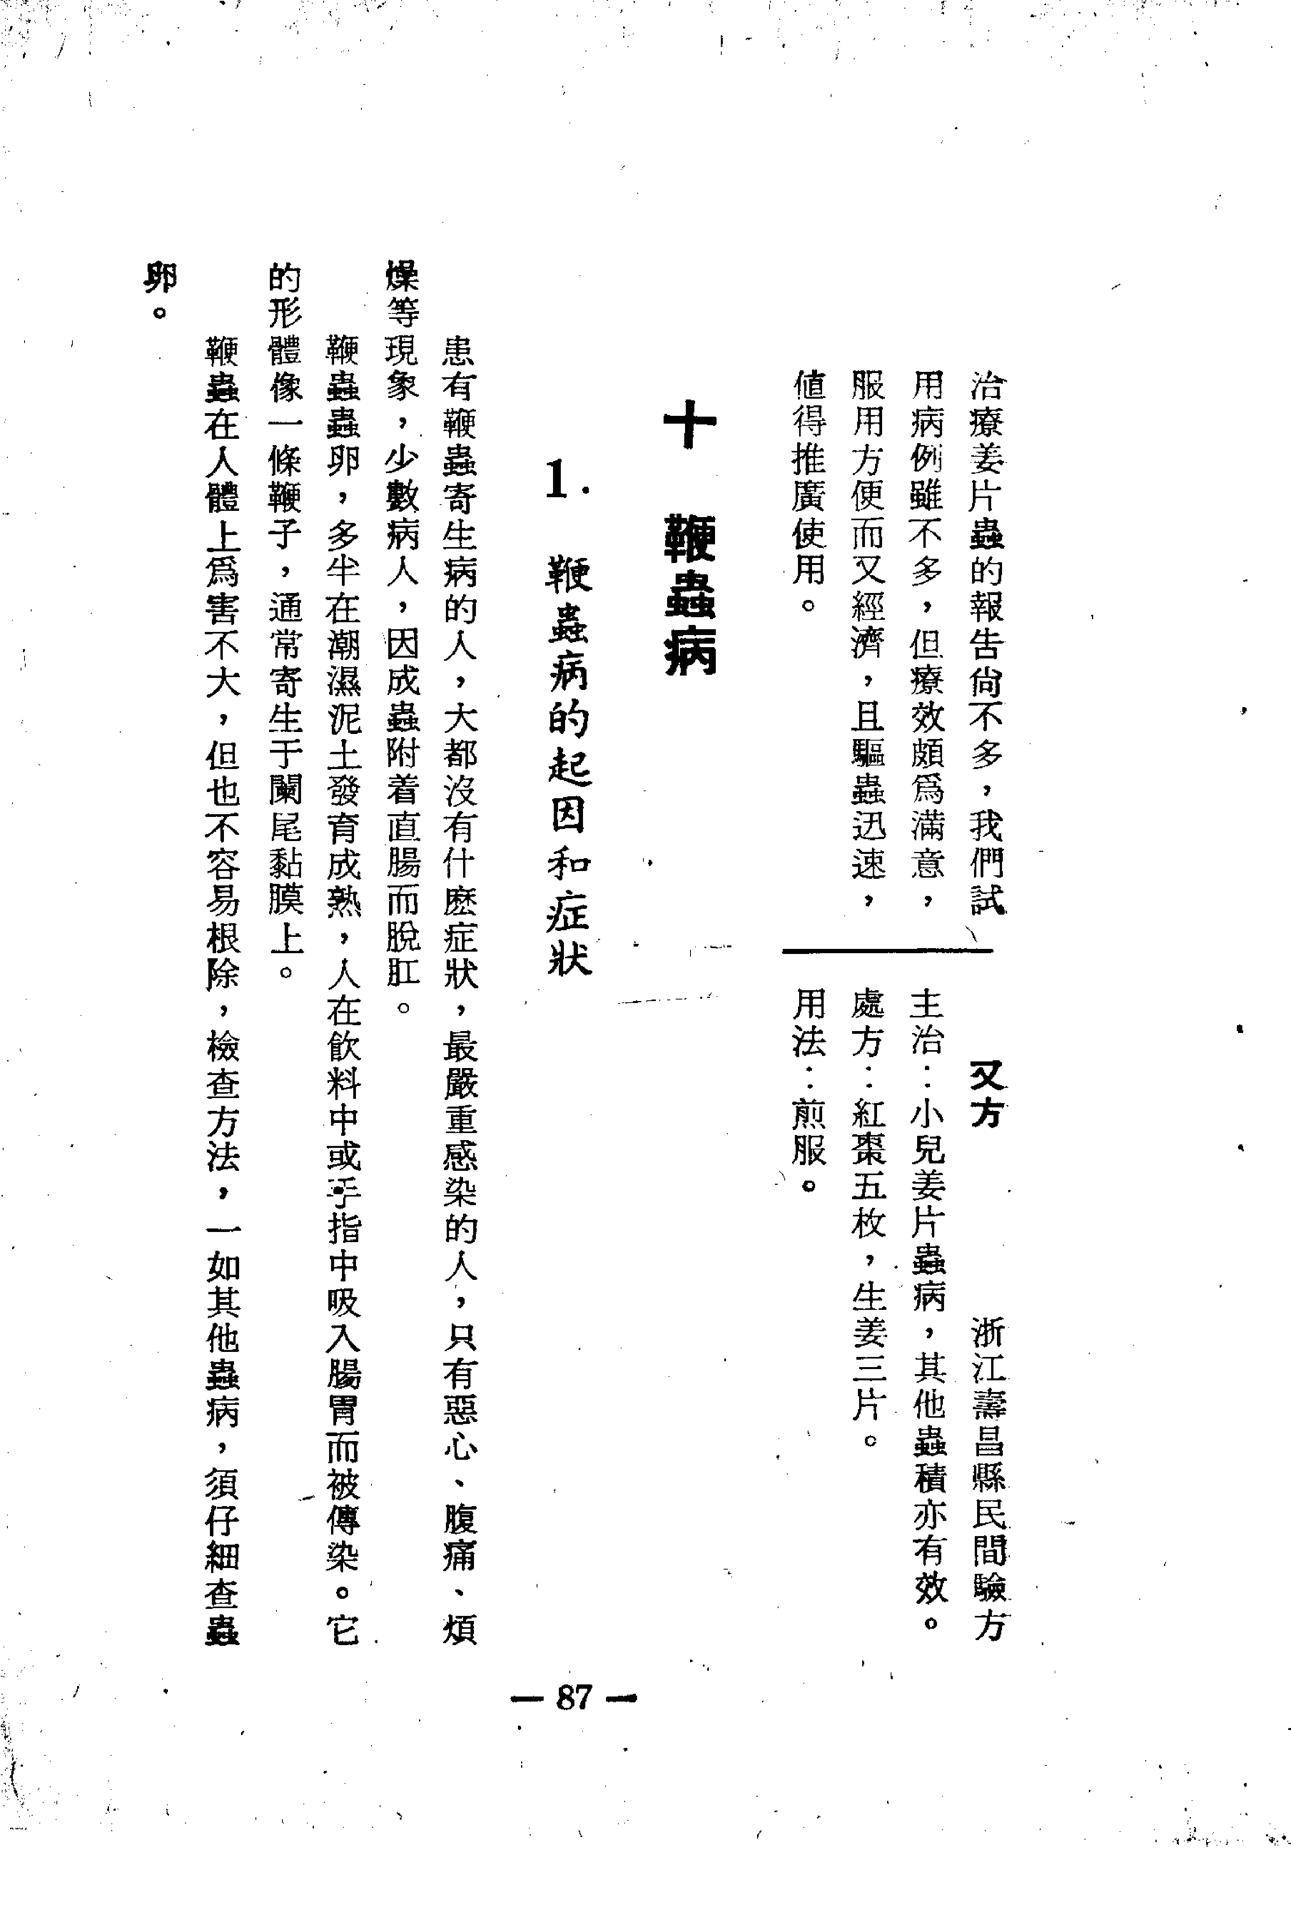 治療姜片蟲的報告尙不多，我們試
用病例雖不多，但療效頗爲滿意，
服用方便而又經濟，且驅蟲迅速，
値得推廣使用。
又方　浙江壽昌縣民間驗方
主治：小兒姜片蟲病，其他蟲積亦有效。
處方：紅棗五枚，生姜三片。
用法：煎服。
十　鞭蟲病
1.　鞭蟲病的起因和症狀
患有鞭蟲寄生病的人，大都沒有什麽症狀，最嚴重感染的人，只有惡心、腹痛、煩
燥等現象，少數病人，因成蟲附着直腸而脫肛。
鞭蟲蟲卵，多半在潮濕泥土發育成熟，人在飲料中或手指中吸入腸胃而被傳染。它
的形體像一條鞭子，通常寄生于闌尾黏膜上。
鞭蟲在人體上爲害不大，但也不容易根除，檢查方法，一如其他蟲病，須仔細查蟲
卵。
— 87 —